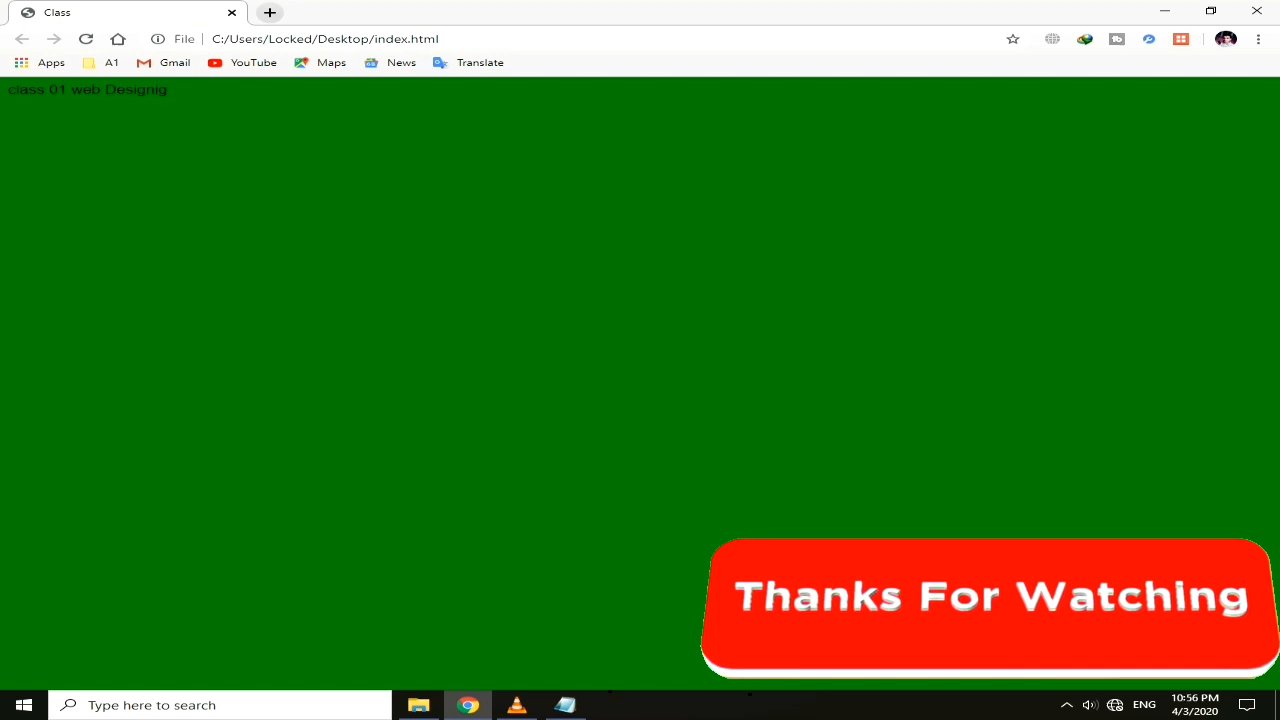 Class
File
C:/Users/Locked/Desktop/index.html
Apps
A1
Gmail
YouTube
Maps
News
Translate
class 01 web Designig
Thanks For Watching
Type here to search
ENG
10:56 PM
4/3/2020